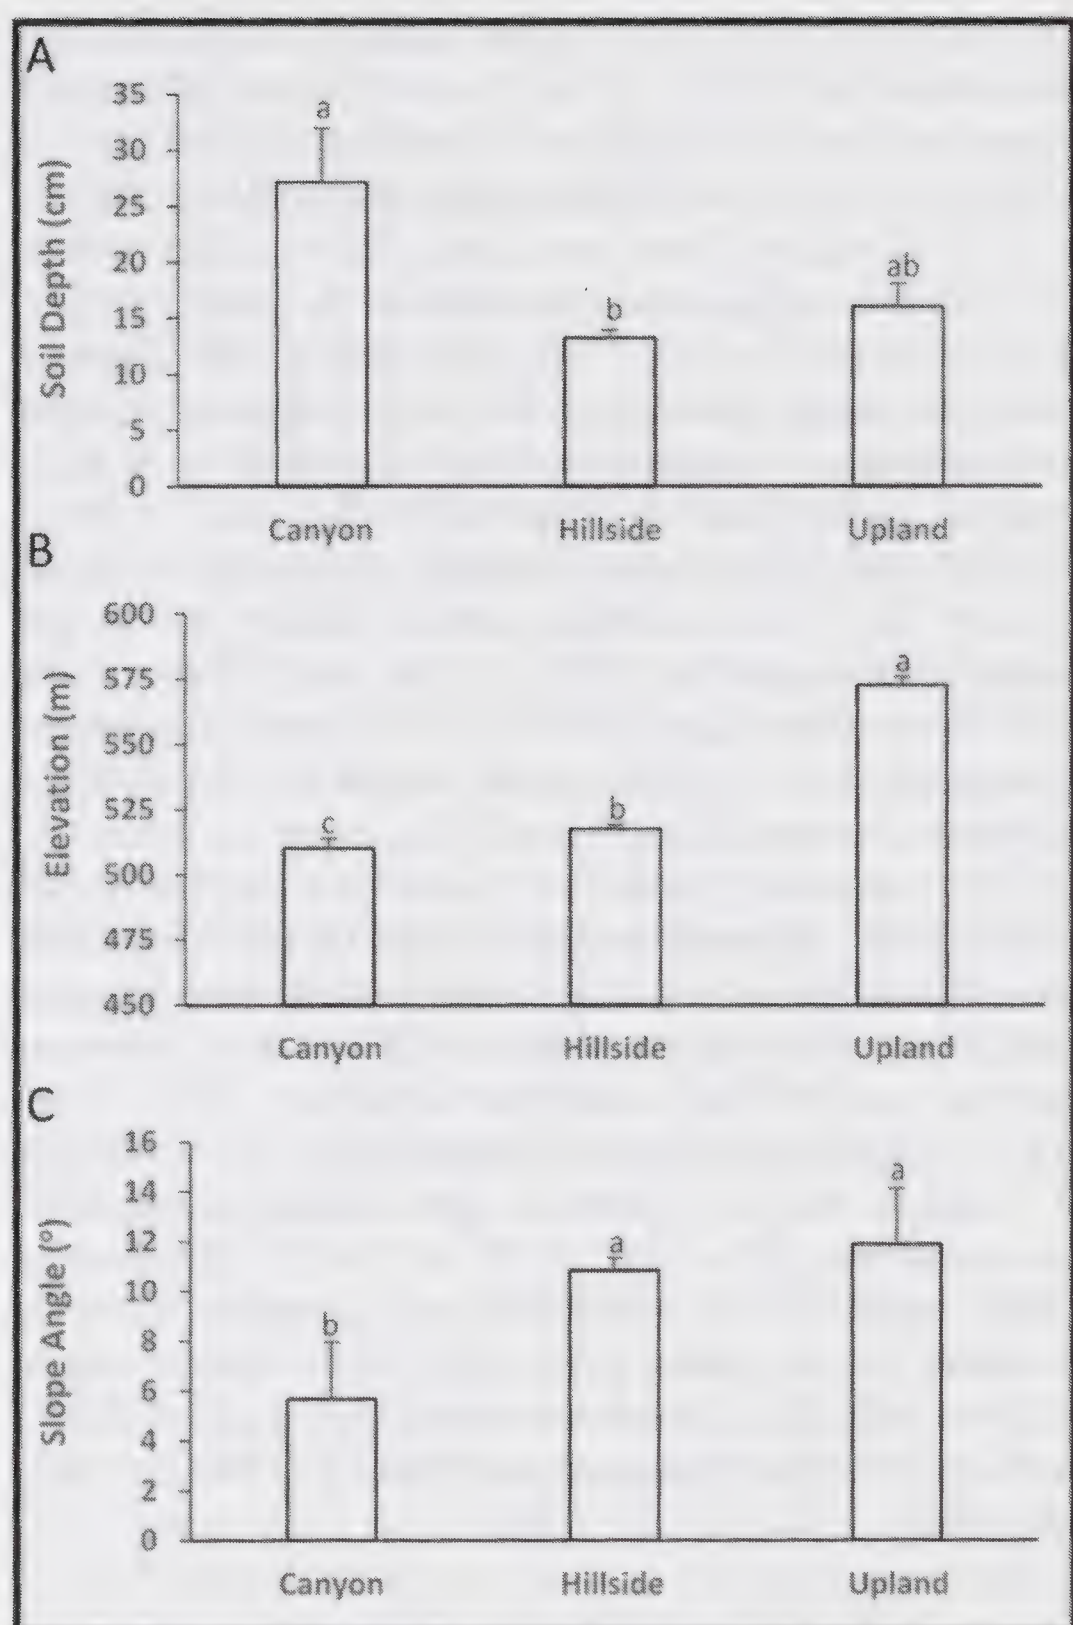 A
35
30
25
20
15
10
5
0
Soil Depth (cm)
a
b
ab
Canyon Hillside Upland
B
600
575
550
525
500
475
450
Elevation (m)
c
b
a
Canyon Hillside Upland
C
16
14
12
10
8
6
4
2
0
Slope Angle (°)
b
a
a
Canyon Hillside Upland